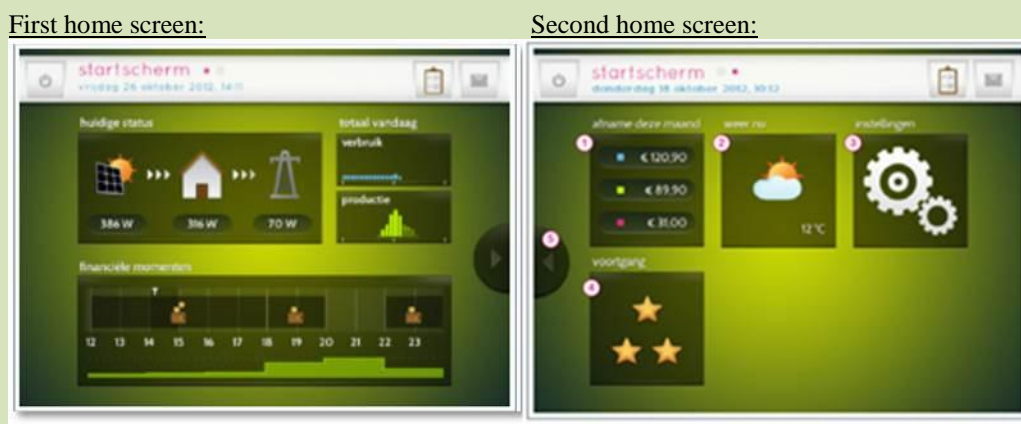 First home screen:
startscherm
vrijdag 26 oktober 2012, 14:11
huidige status
386 W
316 W
70 W
totaal vandaag
verbruik
productie
financiële momenten
12 13 14 15 16 17 18 19 20 21 22 23
Second home screen:
startscherm
donderdag 18 oktober 2012, 10:12
afname deze maand
1
€ 120,90
€ 89,90
€ 31,00
weer nu
2
12 °C
instellingen
3
voortgang
4
5